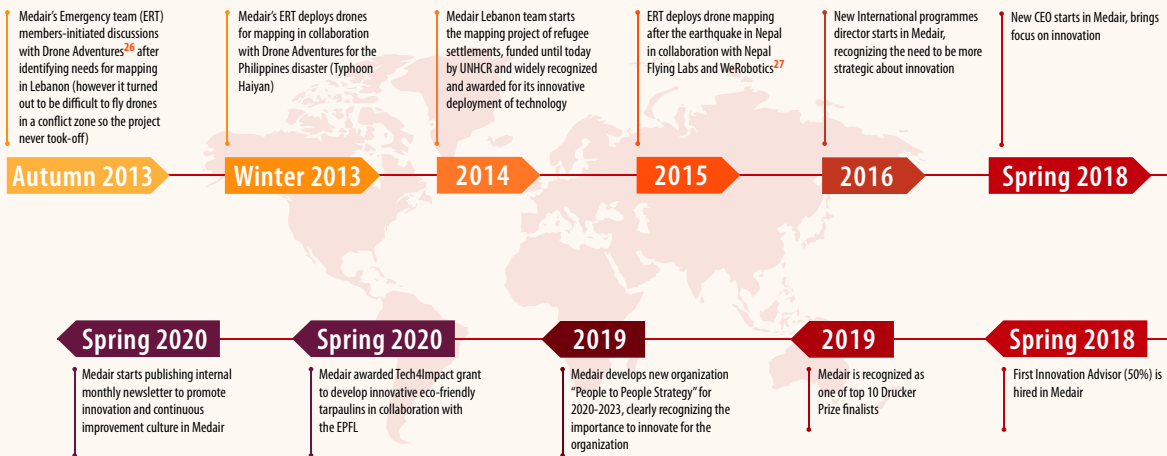 Medair's Emergency team (ERT)
members-initiated discussions
with Drone Adventures26 after
identifying needs for mapping
in Lebanon (however it turned
out to be difficult to fly drones
in a conflict zone so the project
never took-off)
Autumn 2013
Medair's ERT deploys drones
for mapping in collaboration
with Drone Adventures for the
Philippines disaster (Typhoon
Haiyan)
Winter 2013
Medair Lebanon team starts
the mapping project of refugee
settlements, funded until today
by UNHCR and widely recognized
and awarded for its innovative
deployment of technology
2014
ERT deploys drone mapping
after the earthquake in Nepal
in collaboration with Nepal
Flying Labs and WeRobotics27
2015
New International programmes
director starts in Medair,
recognizing the need to be more
strategic about innovation
2016
New CEO starts in Medair, brings
focus on innovation
Spring 2018
Spring 2018
First Innovation Advisor (50%) is
hired in Medair
2019
Medair is recognized as
one of top 10 Drucker
Prize finalists
2019
Medair develops new organization
"People to People Strategy" for
2020-2023, clearly recognizing the
importance to innovate for the
organization
Spring 2020
Medair awarded Tech4Impact grant
to develop innovative eco-friendly
tarpaulins in collaboration with
the EPFL
Spring 2020
Medair starts publishing internal
monthly newsletter to promote
innovation and continuous
improvement culture in Medair